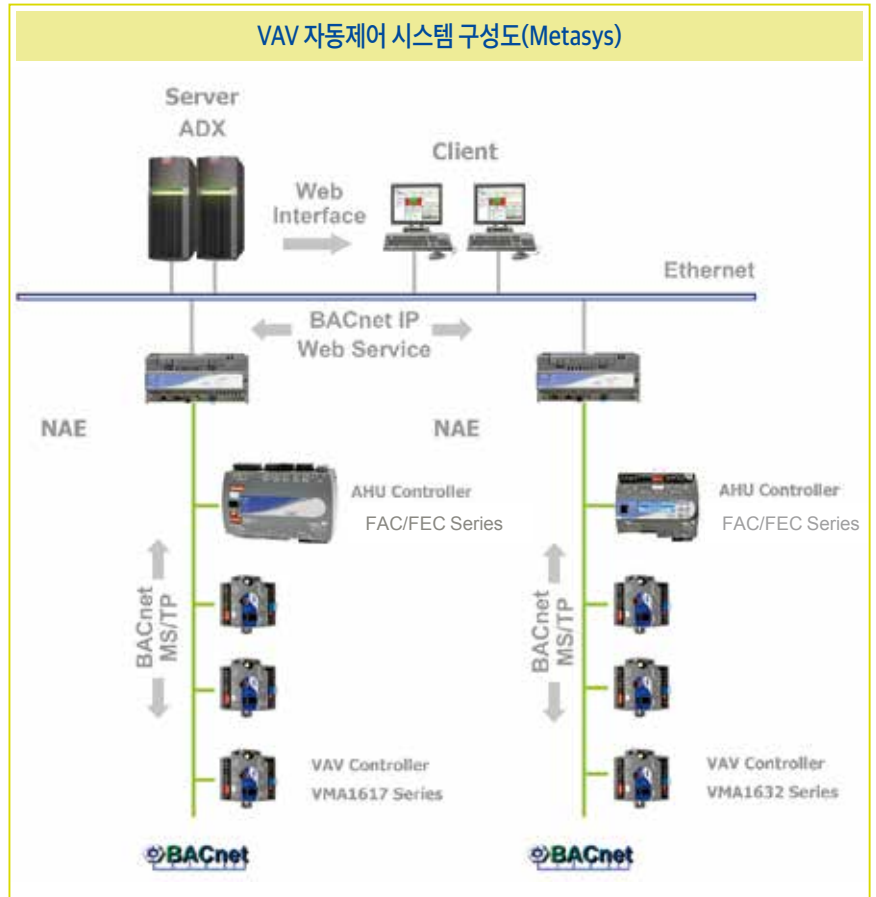 VAV 자동제어 시스템 구성도(Metasys)
Server
ADX
Client
Web
Interface
Ethernet
BACnet IP
Web Service
NAE
NAE
AHU Controller
FAC/FEC Series
AHU Controller
FAC/FEC Series
BACnet
MS/TP
BACnet
MS/TP
VAV Controller
VMA1617 Series
VAV Controller
VMA1632 Series
BACnet
BACnet